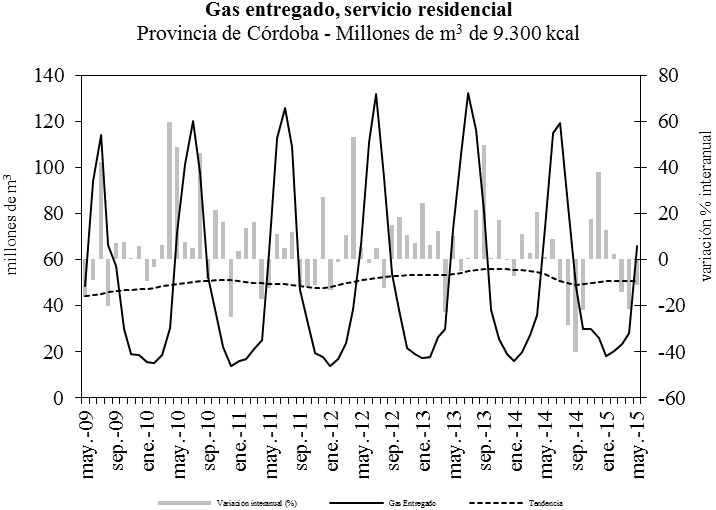 Gas entregado, servicio residencial
Provincia de Córdoba - Millones de m3 de 9.300 kcal
140
120
100
80
60
40
20
0
millones de m3
80
60
40
20
0
-20
-40
-60
variación % interanual
may.-09
sep.-09
ene.-10
may.-10
sep.-10
ene.-11
may.-11
sep.-11
ene.-12
may.-12
sep.-12
ene.-13
may.-13
sep.-13
ene.-14
may.-14
sep.-14
ene.-15
may.-15
Variación interanual (%)
Gas Entregado
Tendencia